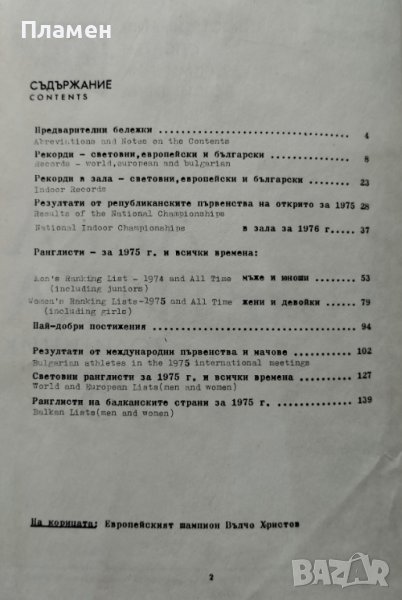 Пламен
СЪДЪРЖАНИЕ
CONTENTS
Предварителни бележки ................................ 4
Abreviations and Notes on the Contents
Рекорди - световни,европейски и български ............ 8
Records - world,european and bulgarian
Рекорди в зала - световни,европейски и български ..... 23
Indoor Records
Резултати от републиканските първенства на открито за 1975 28
Results of the National Championships
National Indoor Championships в зала за 1976 г. . 37
Ранглисти - за 1975 г. и всички времена:
Men's Ranking List - 1974 and All Time мъже и юноши ..... 53
(including juniors)
Women's Ranking Lists-1975 and All Time жени и девойки ... 79
(including girls)
Най-добри постижения ................................. 94
Резултати от международни първенства и мачове ........ 102
Bulgarian athletes in the 1975 international meetings
Световни ранглисти за 1975 г. и всички времена ....... 127
World and European Lists(men and women)
Ранглисти на балканските страни за 1975 г. ........... 139
Balkan Lists(men and women)
На корицата: Европейският шампион Вълчо Христов
2
BAZAR